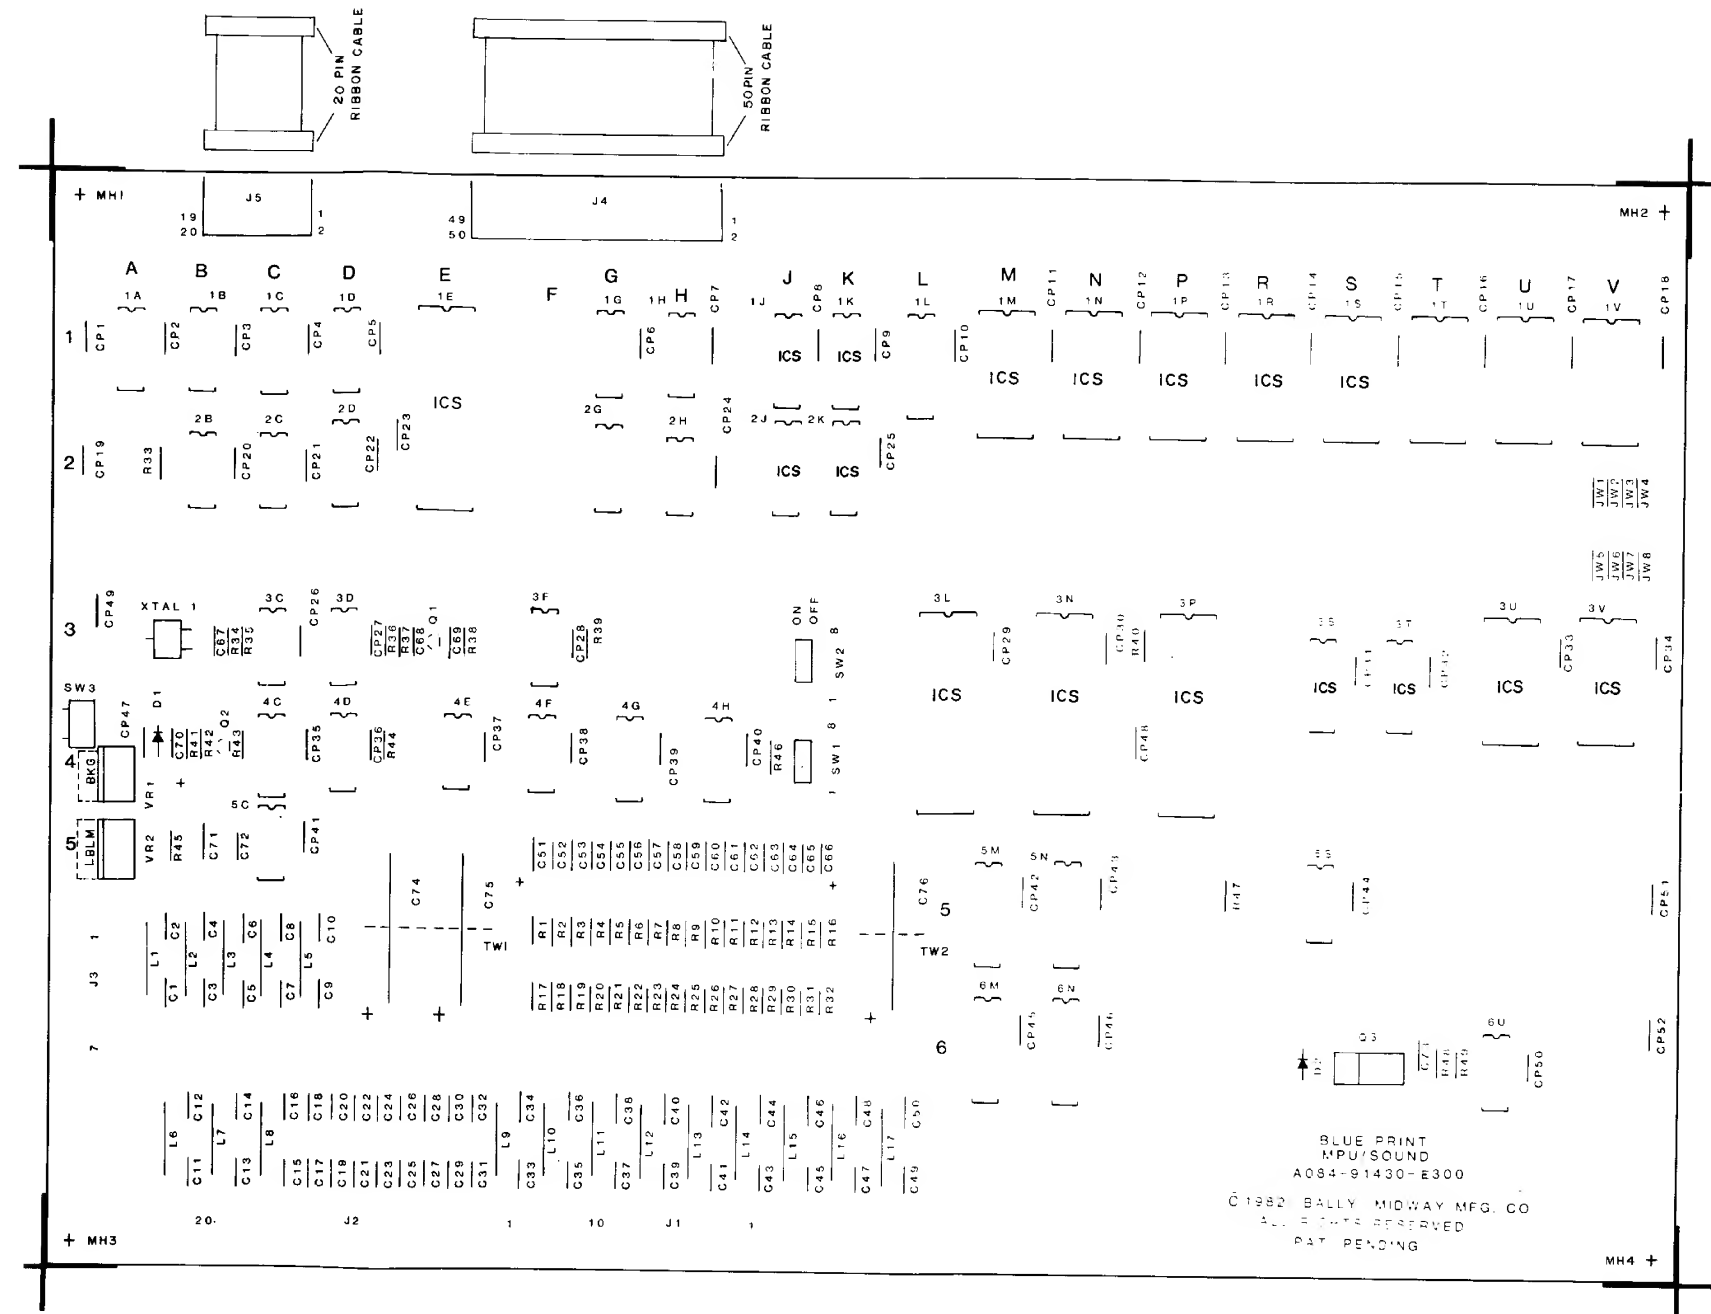 20 PIN
RIBBON CABLE
50 PIN
RIBBON CABLE
+ MH1
J5
19
20
1
2
J4
49
50
1
2
MH2 +
A B C D E F G H J K L M N P R S T U V
1A 1B 1C 1D 1E 1G 1H 1J 1K 1L 1M 1N 1P 1R 1S 1T 1U 1V
1
CP1 CP2 CP3 CP4 CP5 CP6 CP7 CP8 CP9 CP10 CP11 CP12 CP13 CP14 CP15 CP16 CP17 CP18
ICS ICS ICS ICS ICS ICS ICS ICS
2B 2C 2D 2G 2H 2J 2K
2
CP19 R33 CP20 CP21 CP22 CP23 CP24 CP25
ICS ICS
JW1 JW2 JW3 JW4
JW5 JW6 JW7 JW8
3
CP49
XTAL 1
3C 3D 3F 3L 3N 3P 3S 3T 3U 3V
C67 R34 R35 CP26 CP27 R36 R37 C68 Q1 C69 R38 CP28 R39
ON
OFF
SW2
8
1
CP29 CP30 R40 CP31 CP32 CP33 CP34
ICS ICS ICS ICS ICS ICS ICS
SW3
CP47
D1
4C 4D 4E 4F 4G 4H
4
BKG
VR1
+
C70 R41 R42 Q2 R43 CP35 CP36 R44 CP37 CP38 CP39 CP40 R46
SW1
8
1
CP48
5
LBLM
VR2
R45 C71 C72
5C
CP41
C74 C75
C51 C52 C53 C54 C55 C56 C57 C58 C59 C60 C61 C62 C63 C64 C65 C66
+ +
C76
5
5M 5N 5S
CP42 CP43 R47 CP44 CP51
1
J3
7
C2 C4 C6 C8 C10
L1 L2 L3 L4 L5
C1 C3 C5 C7 C9
TW1
R1 R2 R3 R4 R5 R6 R7 R8 R9 R10 R11 R12 R13 R14 R15 R16
TW2
R17 R18 R19 R20 R21 R22 R23 R24 R25 R26 R27 R28 R29 R30 R31 R32
+ + +
6
6M 6N 6U
CP45 CP46
D2 Q3 C73 R48 R49 CP50 CP52
C12 C14 C16 C18 C20 C22 C24 C26 C28 C30 C32 C34 C36 C38 C40 C42 C44 C46 C48 C50
L6 L7 L8 L9 L10 L11 L12 L13 L14 L15 L16 L17
C11 C13 C15 C17 C19 C21 C23 C25 C27 C29 C31 C33 C35 C37 C39 C41 C43 C45 C47 C49
20 J2 1 10 J1 1
BLUE PRINT
MPU/SOUND
A084-91430-E300
© 1982 BALLY MIDWAY MFG. CO
ALL RIGHTS RESERVED
PAT PENDING
+ MH3
MH4 +